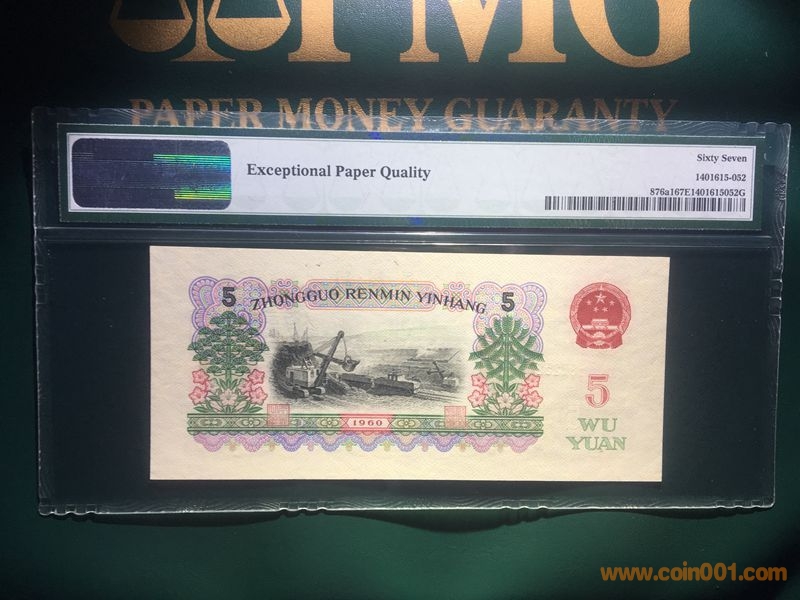 PMG
PAPER MONEY GUARANTY
Exceptional Paper Quality
Sixty Seven
1401615-052
876a167E1401615052G
5 ZHONGGUO RENMIN YINHANG 5
5
WU
YUAN
1960
www.coin001.com